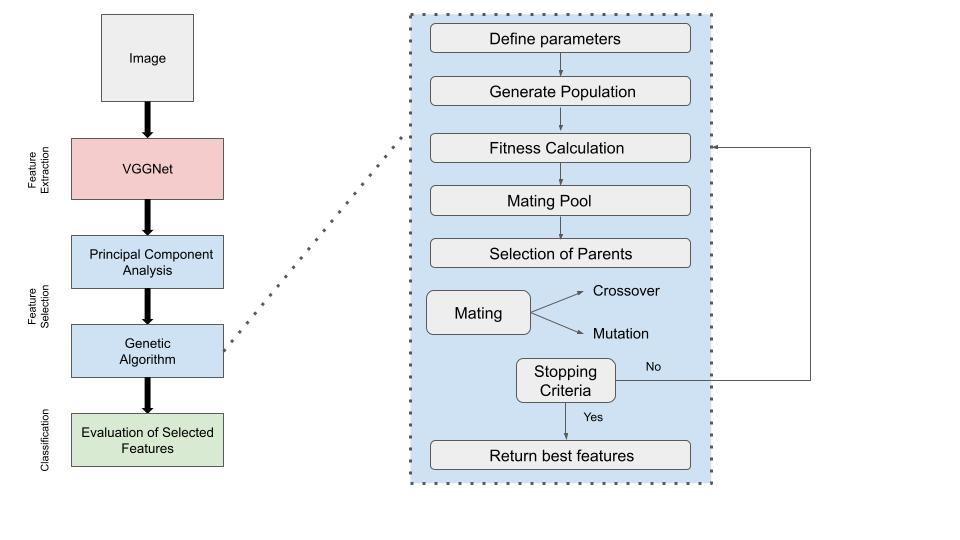 Image
Feature
Extraction
VGGNet
Principal Component
Analysis
Feature
Selection
Genetic
Algorithm
Classification
Evaluation of Selected
Features
Define parameters
Generate Population
Fitness Calculation
Mating Pool
Selection of Parents
Mating
Crossover
Mutation
Stopping
Criteria
No
Yes
Return best features